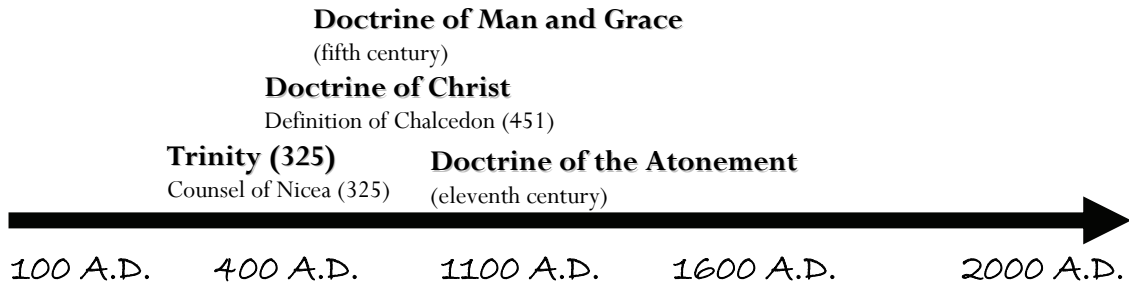 Doctrine of Man and Grace
(fifth century)
Doctrine of Christ
Definition of Chalcedon (451)
Trinity (325)
Counsel of Nicea (325)
Doctrine of the Atonement
(eleventh century)
100 A.D. 400 A.D. 1100 A.D. 1600 A.D. 2000 A.D.